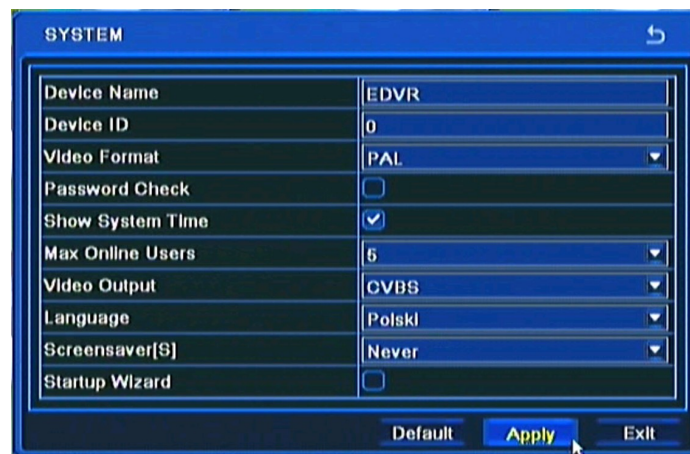 SYSTEM
Device Name EDVR
Device ID 0
Video Format PAL
Password Check
Show System Time
Max Online Users 5
Video Output CVBS
Language Polski
Screensaver[S] Never
Startup Wizard
Default Apply Exit